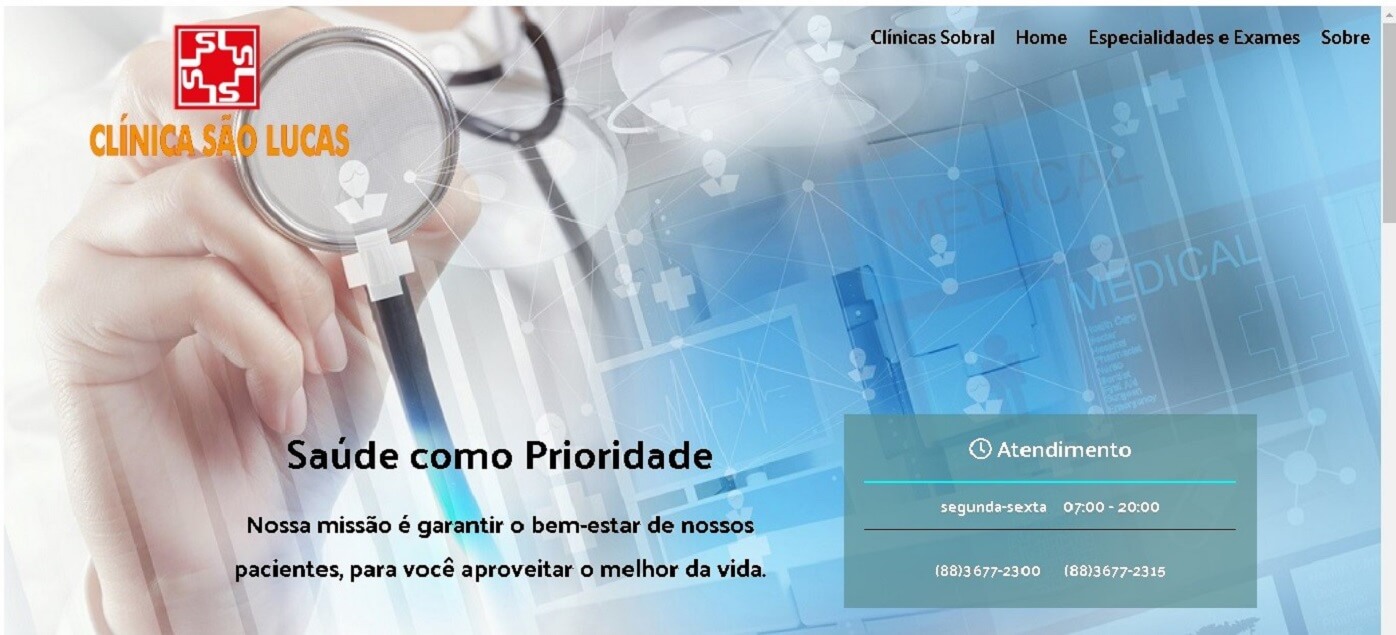 Clínicas Sobral Home Especialidades e Exames Sobre
CLÍNICA SÃO LUCAS
MEDICAL
MEDICAL
Saúde como Prioridade
Nossa missão é garantir o bem-estar de nossos
pacientes, para você aproveitar o melhor da vida.
Atendimento
segunda-sexta 07:00 - 20:00
(88)3677-2300 (88)3677-2315